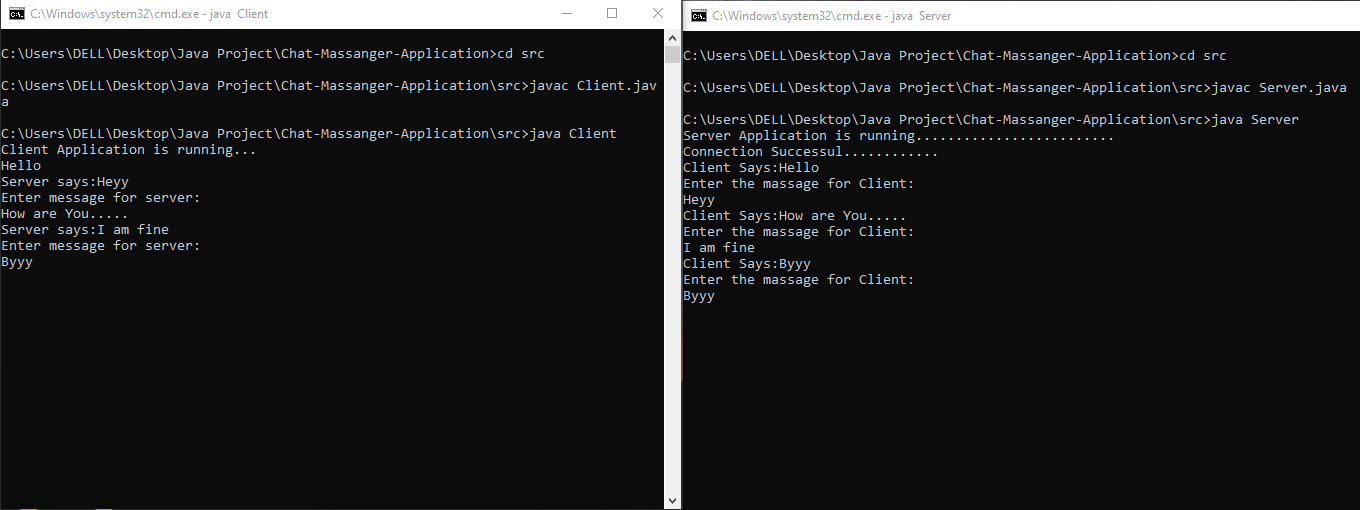 C:\Windows\system32\cmd.exe - java  Client
C:\Users\DELL\Desktop\Java Project\Chat-Massanger-Application>cd src
C:\Users\DELL\Desktop\Java Project\Chat-Massanger-Application\src>javac Client.jav
a
C:\Users\DELL\Desktop\Java Project\Chat-Massanger-Application\src>java Client
Client Application is running...
Hello
Server says:Heyy
Enter message for server:
How are You.....
Server says:I am fine
Enter message for server:
Byyy
C:\Windows\system32\cmd.exe - java  Server
C:\Users\DELL\Desktop\Java Project\Chat-Massanger-Application>cd src
C:\Users\DELL\Desktop\Java Project\Chat-Massanger-Application\src>javac Server.java
C:\Users\DELL\Desktop\Java Project\Chat-Massanger-Application\src>java Server
Server Application is running.........................
Connection Successul............
Client Says:Hello
Enter the massage for Client:
Heyy
Client Says:How are You.....
Enter the massage for Client:
I am fine
Client Says:Byyy
Enter the massage for Client:
Byyy